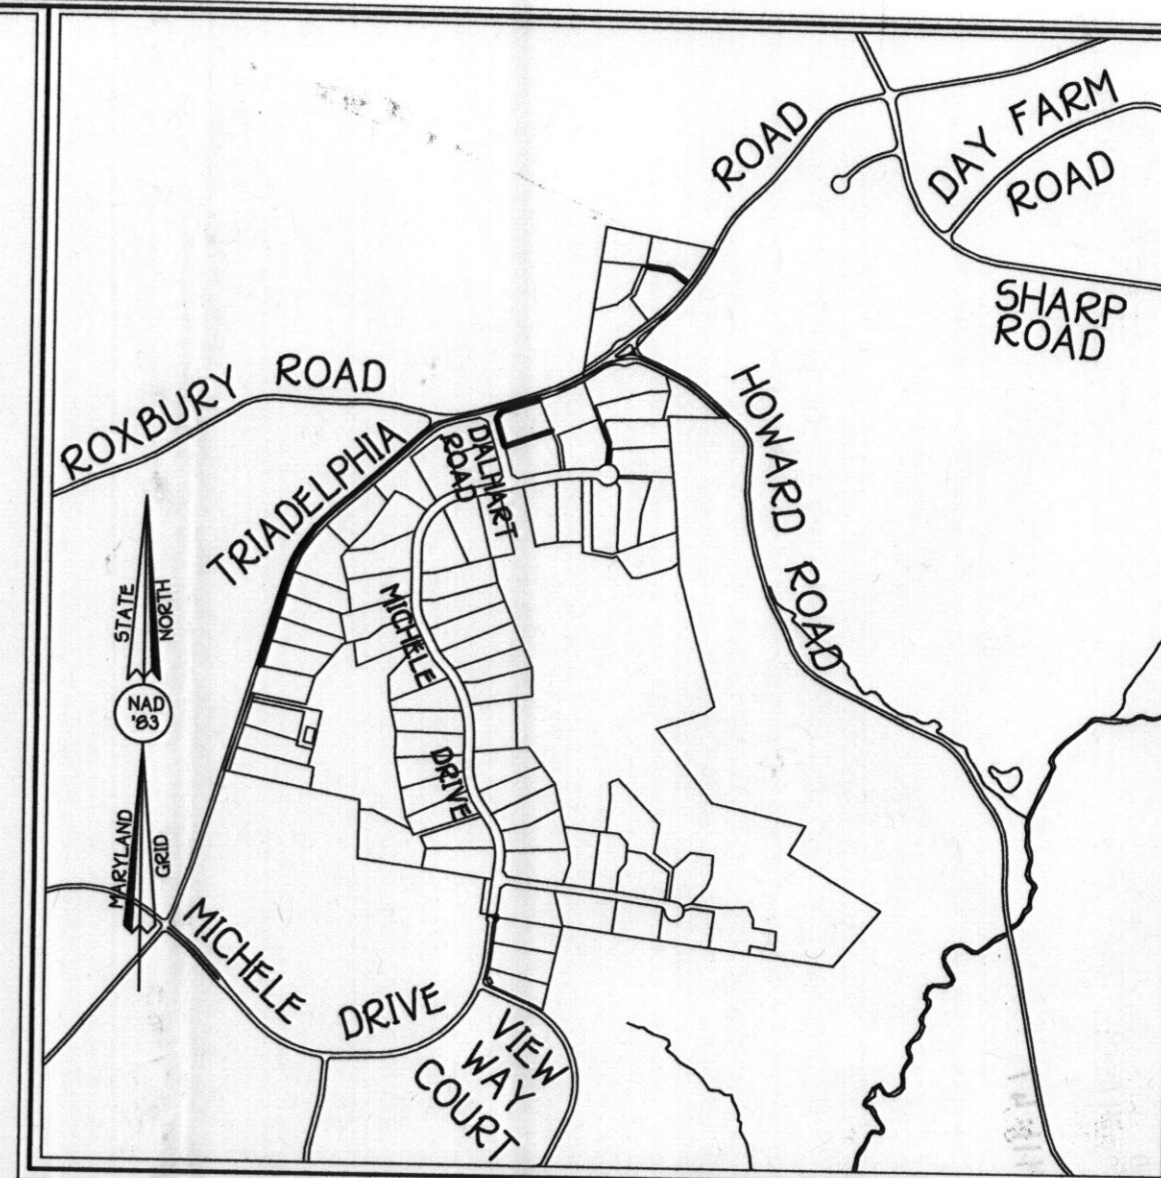 ROAD
DAY FARM
ROAD
SHARP
ROAD
ROXBURY ROAD
TRIADELPHIA
DALHART
ROAD
HOWARD ROAD
STATE
NORTH
NAD
'83
MARYLAND
GRID
MICHELE
DRIVE
MICHELE DRIVE
VIEW
WAY
COURT